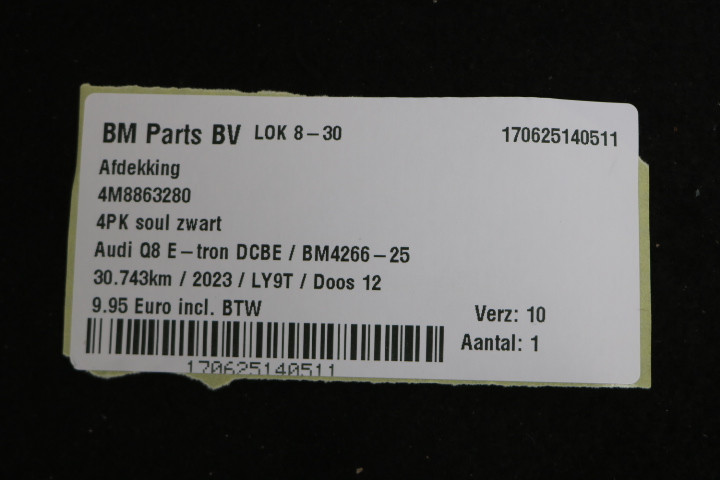 BM Parts BV LOK 8-30 170625140511
Afdekking
4M8863280
4PK soul zwart
Audi Q8 E-tron DCBE / BM4266-25
30.743km / 2023 / LY9T / Doos 12
9.95 Euro incl. BTW Verz: 10
Aantal: 1
170625140511